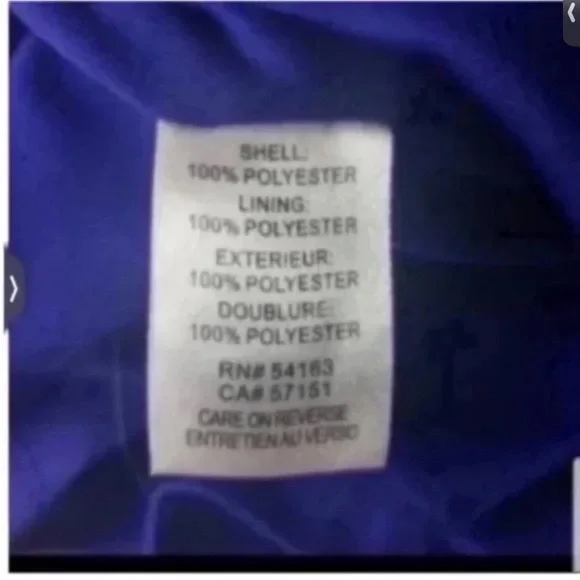 SHELL:
100% POLYESTER
LINING:
100% POLYESTER
EXTERIEUR:
100% POLYESTER
DOUBLURE:
100% POLYESTER
RN# 54163
CA# 57151
CARE ON REVERSE
ENTRETIEN AU VERSO